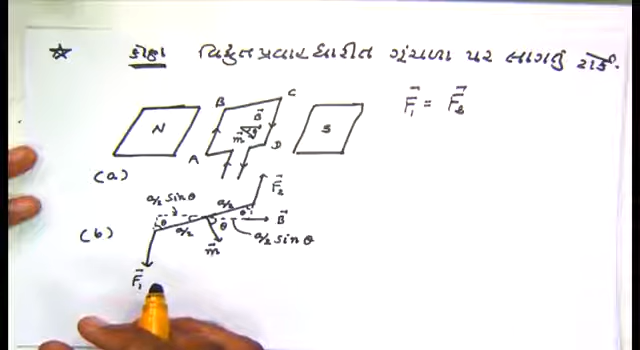 ☆ કોહા વિદ્યુતપ્રવાહધારીત ગૂંચળા પર લાગતું ટોર્ક.
F⃗₁ = F⃗₂
B C
N B⃗ S
m⃗ θ
A D
(a)
F⃗₂
a/2 sinθ a/2
θ θ B⃗
(b) a/2 θ a/2 sinθ
m⃗
F⃗₁